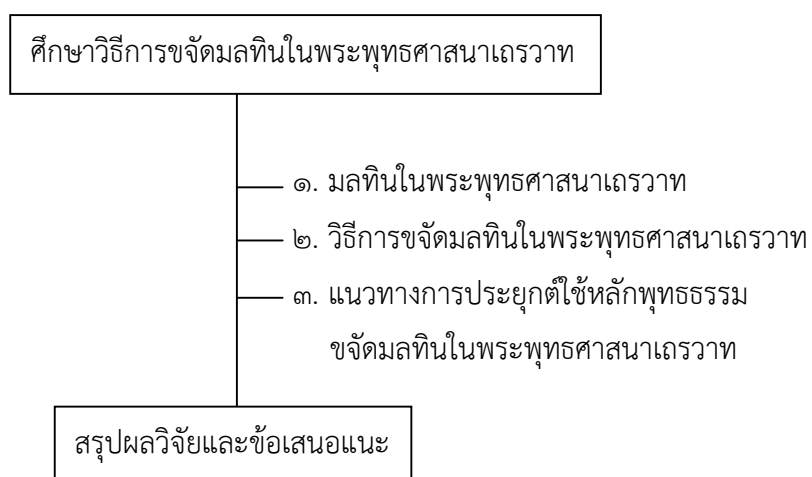 ศึกษาวิธีการขจัดมลทินในพระพุทธศาสนาเถรวาท
๑. มลทินในพระพุทธศาสนาเถรวาท
๒. วิธีการขจัดมลทินในพระพุทธศาสนาเถรวาท
๓. แนวทางการประยุกต์ใช้หลักพุทธธรรม
ขจัดมลทินในพระพุทธศาสนาเถรวาท
สรุปผลวิจัยและข้อเสนอแนะ